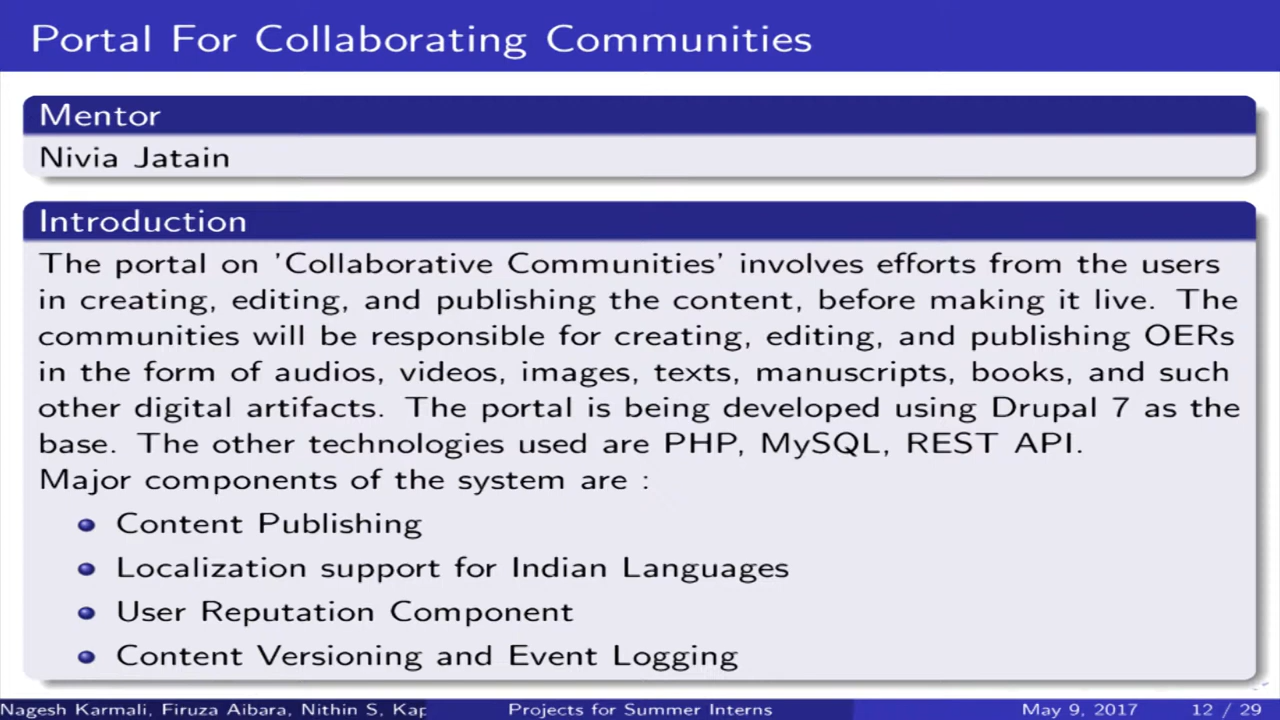 Portal For Collaborating Communities
Mentor
Nivia Jatain
Introduction
The portal on 'Collaborative Communities' involves efforts from the users
in creating, editing, and publishing the content, before making it live. The
communities will be responsible for creating, editing, and publishing OERs
in the form of audios, videos, images, texts, manuscripts, books, and such
other digital artifacts. The portal is being developed using Drupal 7 as the
base. The other technologies used are PHP, MySQL, REST API.
Major components of the system are :
Content Publishing
Localization support for Indian Languages
User Reputation Component
Content Versioning and Event Logging
Nagesh Karmali, Firuza Aibara, Nithin S, Kap Projects for Summer Interns May 9, 2017 12 / 29